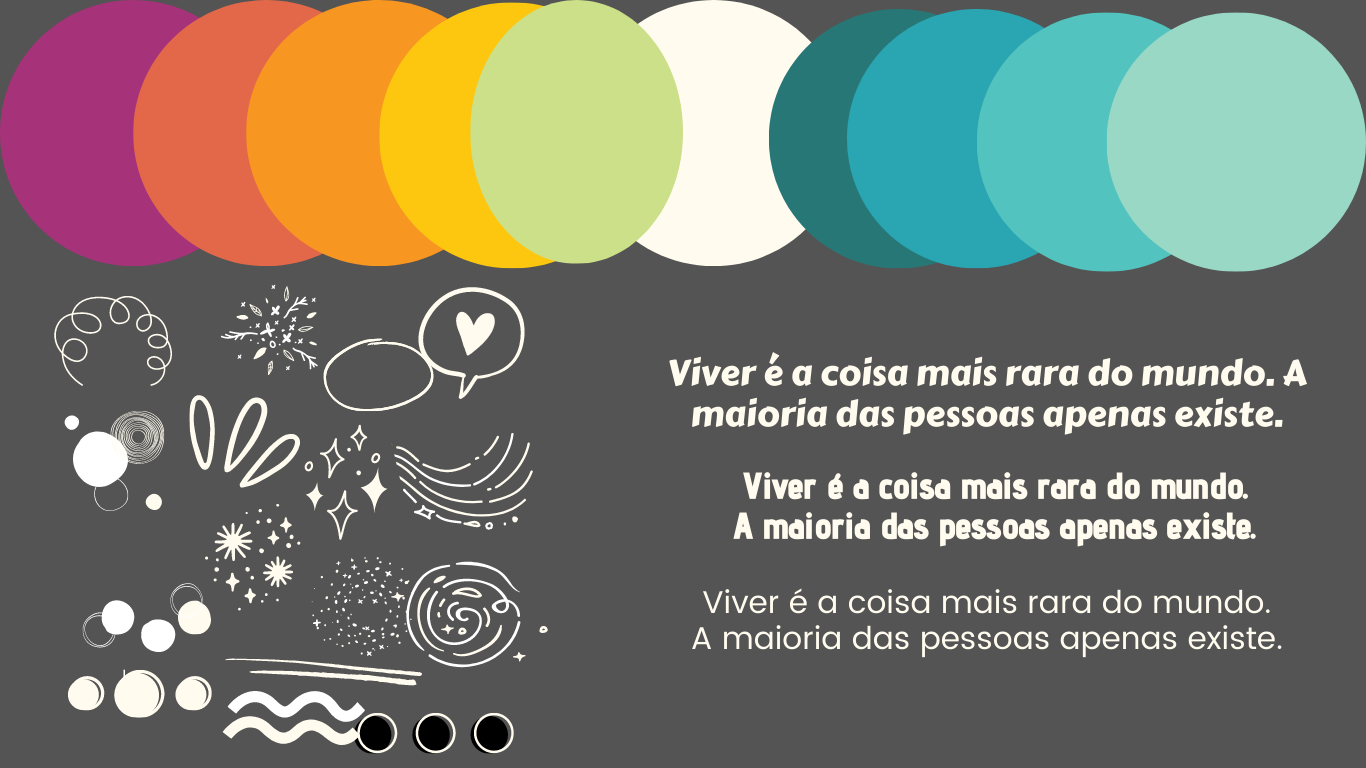 Viver é a coisa mais rara do mundo. A
maioria das pessoas apenas existe.
Viver é a coisa mais rara do mundo.
A maioria das pessoas apenas existe.
Viver é a coisa mais rara do mundo.
A maioria das pessoas apenas existe.